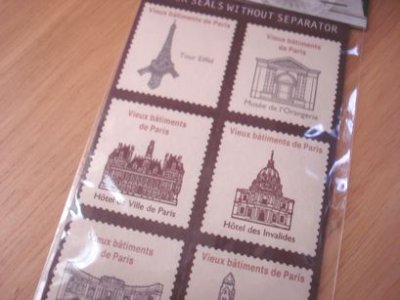 SEALS WITHOUT SEPARATOR
Vieux bâtiments de Paris
Tour Eiffel
Vieux bâtiments
de Paris
Musée de l'Orangerie
Vieux bâtiments
de Paris
Hôtel de Ville de Paris
Vieux bâtiments de Paris
Hôtel des Invalides
Vieux bâtiments
de Paris
Vieux bâtiments de Paris